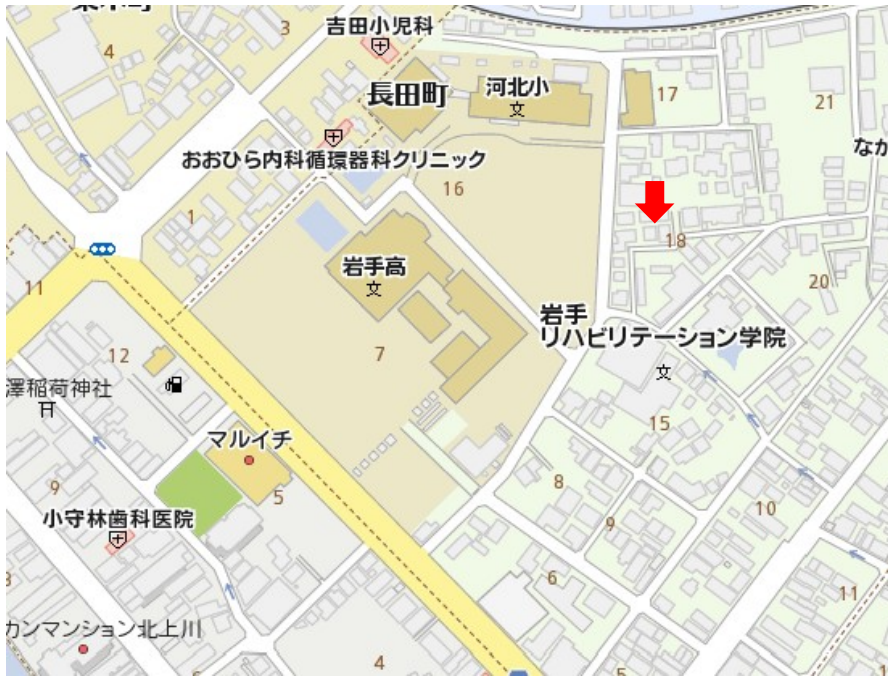 4
3
吉田小児科
長田町
河北小
17
21
なか
おおひら内科循環器科クリニック
16
1
18
岩手高
11
20
岩手
リハビリテーション学院
12
7
澤稲荷神社
15
マルイチ
9
5
8
10
小守林歯科医院
9
6
11
カンマンション北上川
4
5